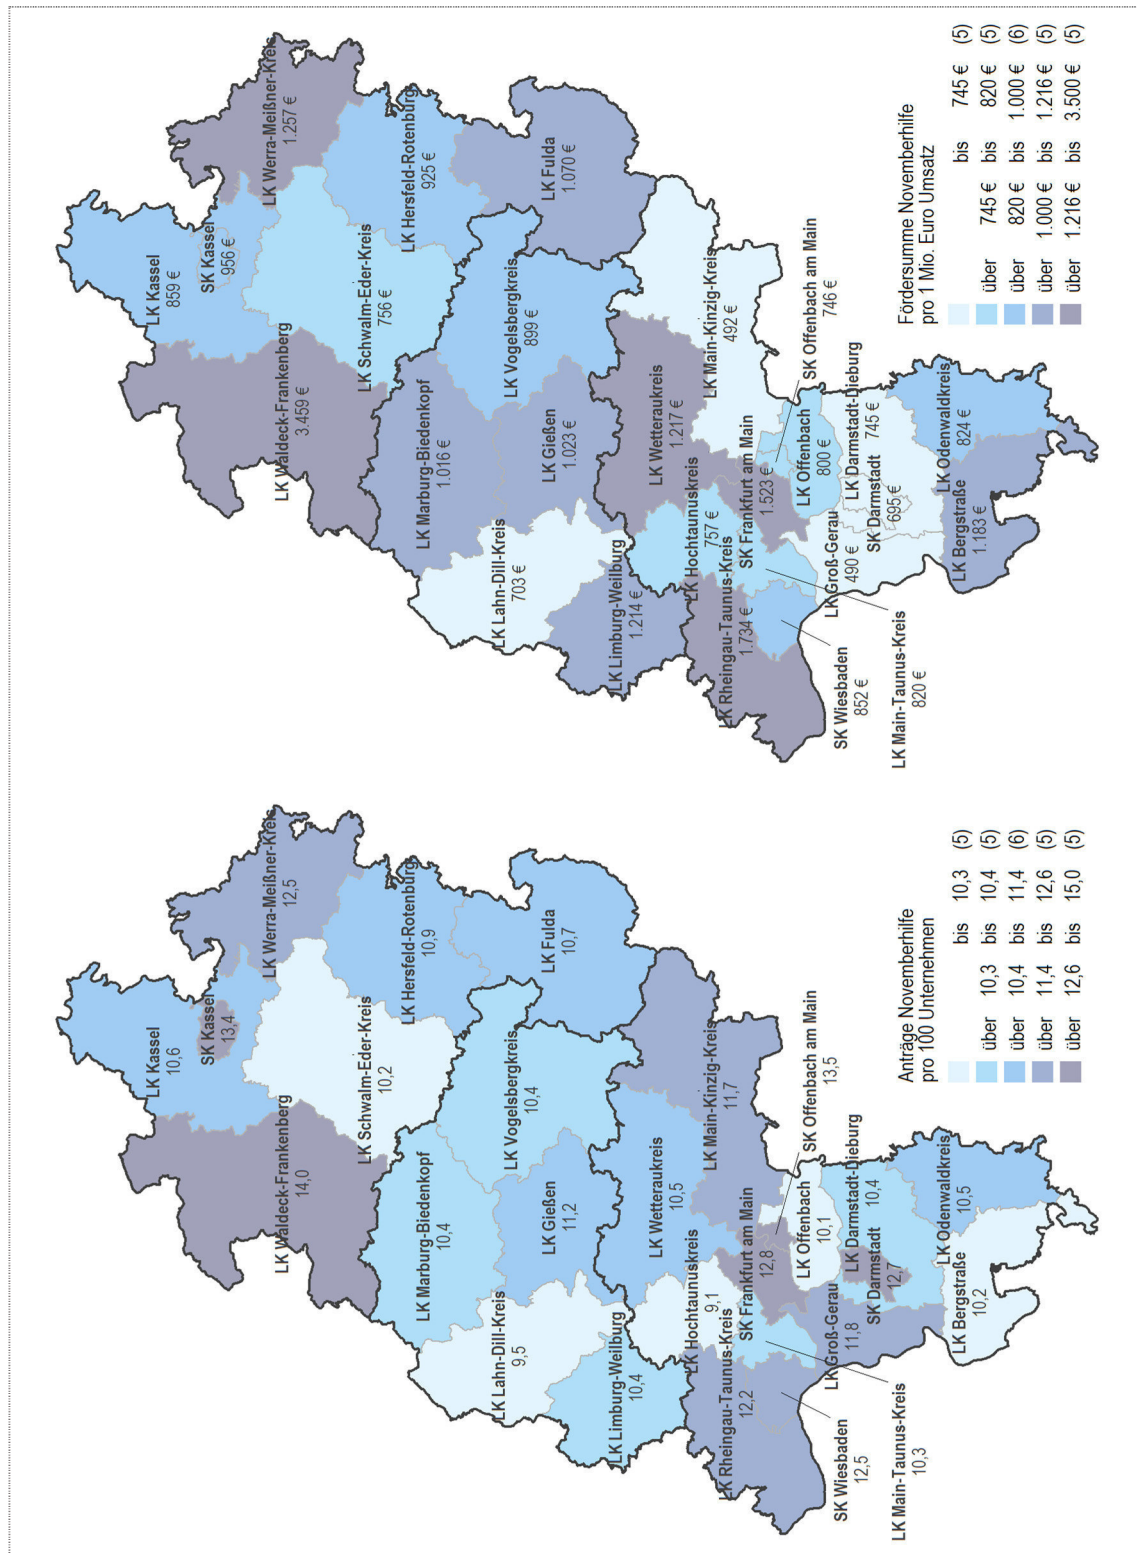 Anträge Novemberhilfe
pro 100 Unternehmen
bis 10,3 (5)
über 10,3 bis 10,4 (5)
über 10,4 bis 11,4 (6)
über 11,4 bis 12,6 (5)
über 12,6 bis 15,0 (5)
LK Kassel
10,6
SK Kassel
13,4
LK Werra-Meißner-Kreis
12,5
LK Waldeck-Frankenberg
14,0
LK Schwalm-Eder-Kreis
10,2
LK Hersfeld-Rotenburg
10,9
LK Marburg-Biedenkopf
10,4
LK Vogelsbergkreis
10,4
LK Fulda
10,7
LK Lahn-Dill-Kreis
9,5
LK Gießen
11,2
LK Limburg-Weilburg
10,4
LK Wetteraukreis
10,5
LK Main-Kinzig-Kreis
11,7
LK Hochtaunuskreis
9,1
LK Rheingau-Taunus-Kreis
12,2
SK Frankfurt am Main
12,8
SK Offenbach am Main
13,5
LK Offenbach
10,1
SK Wiesbaden
12,5
LK Main-Taunus-Kreis
10,3
LK Groß-Gerau
11,8
SK Darmstadt
12,7
LK Darmstadt-Dieburg
10,4
LK Bergstraße
10,2
LK Odenwaldkreis
10,5
Fördersumme Novemberhilfe
pro 1 Mio. Euro Umsatz
bis 745 € (5)
über 745 € bis 820 € (5)
über 820 € bis 1.000 € (6)
über 1.000 € bis 1.216 € (5)
über 1.216 € bis 3.500 € (5)
LK Kassel
859 €
SK Kassel
956 €
LK Werra-Meißner-Kreis
1.257 €
LK Waldeck-Frankenberg
3.459 €
LK Schwalm-Eder-Kreis
756 €
LK Hersfeld-Rotenburg
925 €
LK Marburg-Biedenkopf
1.016 €
LK Vogelsbergkreis
899 €
LK Fulda
1.070 €
LK Lahn-Dill-Kreis
703 €
LK Gießen
1.023 €
LK Limburg-Weilburg
1.214 €
LK Wetteraukreis
1.217 €
LK Main-Kinzig-Kreis
492 €
LK Hochtaunuskreis
757 €
LK Rheingau-Taunus-Kreis
1.734 €
SK Frankfurt am Main
1.523 €
SK Offenbach am Main
746 €
LK Offenbach
800 €
SK Wiesbaden
852 €
LK Main-Taunus-Kreis
820 €
LK Groß-Gerau
490 €
SK Darmstadt
695 €
LK Darmstadt-Dieburg
745 €
LK Bergstraße
1.183 €
LK Odenwaldkreis
824 €